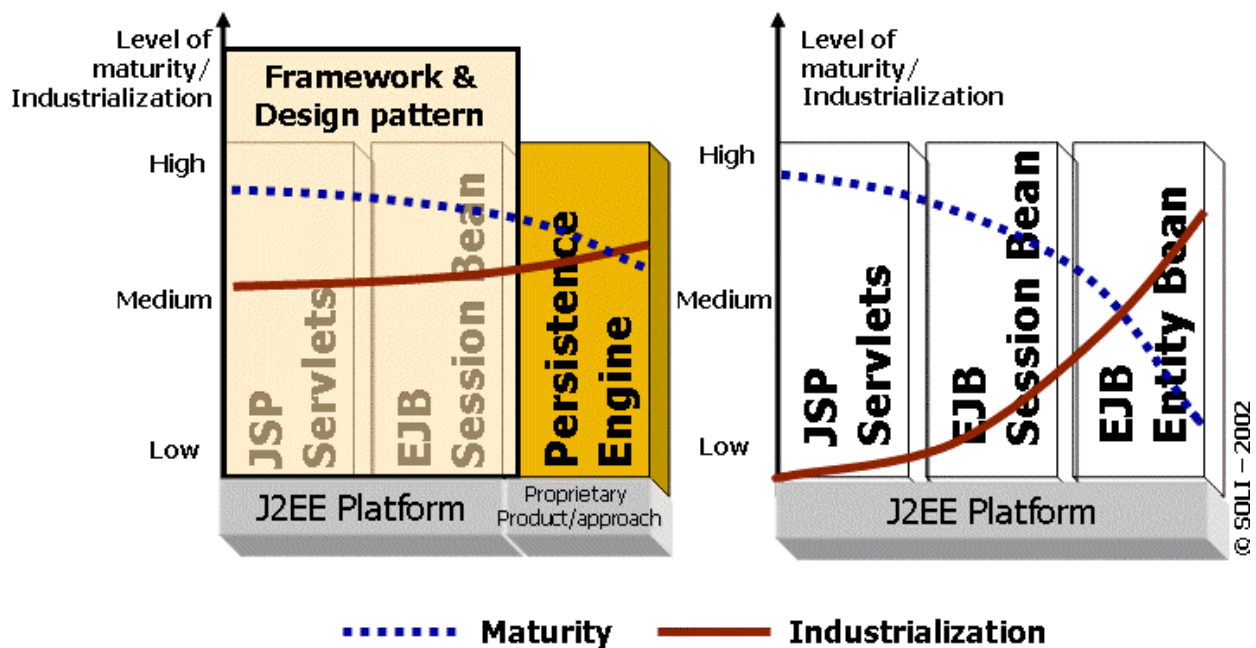 Level of
maturity/
Industrialization
Framework &
Design pattern
High
Medium
Low
JSP
Servlets
EJB
Session Bean
Persistence
Engine
J2EE Platform
Proprietary
Product/approach
Level of
maturity/
Industrialization
High
Medium
Low
JSP
Servlets
EJB
Session Bean
EJB
Entity Bean
J2EE Platform
© SQLI – 2002
Maturity
Industrialization